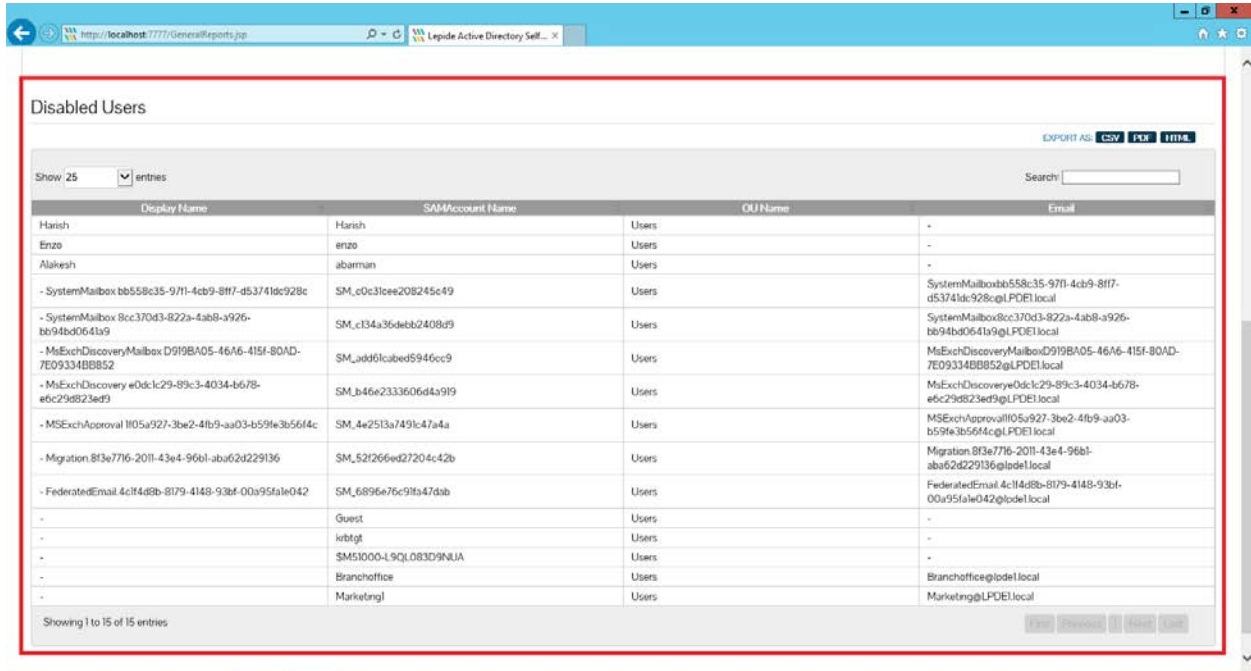 http://localhost:7777/GeneralReports.jsp
Lepide Active Directory Self...
Disabled Users
EXPORT AS: CSV PDF HTML
Show 25 entries Search:
Display Name SAMAccount Name OU Name Email
Harish Harish Users -
Enzo enzo Users -
Alakesh abarman Users -
- SystemMailbox bb558c35-97f1-4cb9-8ff7-d53741dc928c SM_c0c31cee208245c49 Users SystemMailboxbb558c35-97f1-4cb9-8ff7-
d53741dc928c@LPDE1.local
- SystemMailbox 8cc370d3-822a-4ab8-a926- SM_c134a36debb2408d9 Users SystemMailbox8cc370d3-822a-4ab8-a926-
bb94bd0641a9 bb94bd0641a9@LPDE1.local
- MsExchDiscoveryMailbox D919BA05-46A6-415f-80AD- SM_add61cabed5946cc9 Users MsExchDiscoveryMailboxD919BA05-46A6-415f-80AD-
7E09334BB852 7E09334BB852@LPDE1.local
- MsExchDiscovery e0dc1c29-89c3-4034-b678- SM_b46e2333606d4a919 Users MsExchDiscoverye0dc1c29-89c3-4034-b678-
e6c29d823ed9 e6c29d823ed9@LPDE1.local
- MSExchApproval 1f05a927-3be2-4fb9-aa03-b59fe3b56f4c SM_4e2513a7491c47a4a Users MSExchApproval1f05a927-3be2-4fb9-aa03-
b59fe3b56f4c@LPDE1.local
- Migration.8f3e7716-2011-43e4-96b1-aba62d229136 SM_52f266ed27204c42b Users Migration.8f3e7716-2011-43e4-96b1-
aba62d229136@lpde1.local
- FederatedEmail.4c1f4d8b-8179-4148-93bf-00a95fa1e042 SM_6896e76c91fa47dab Users FederatedEmail.4c1f4d8b-8179-4148-93bf-
00a95fa1e042@lpde1.local
- Guest Users -
- krbtgt Users -
- $M51000-L9QL083D9NUA Users -
- Branchoffice Users Branchoffice@lpde1.local
- Marketing1 Users Marketing@LPDE1.local
Showing 1 to 15 of 15 entries First Previous 1 Next Last